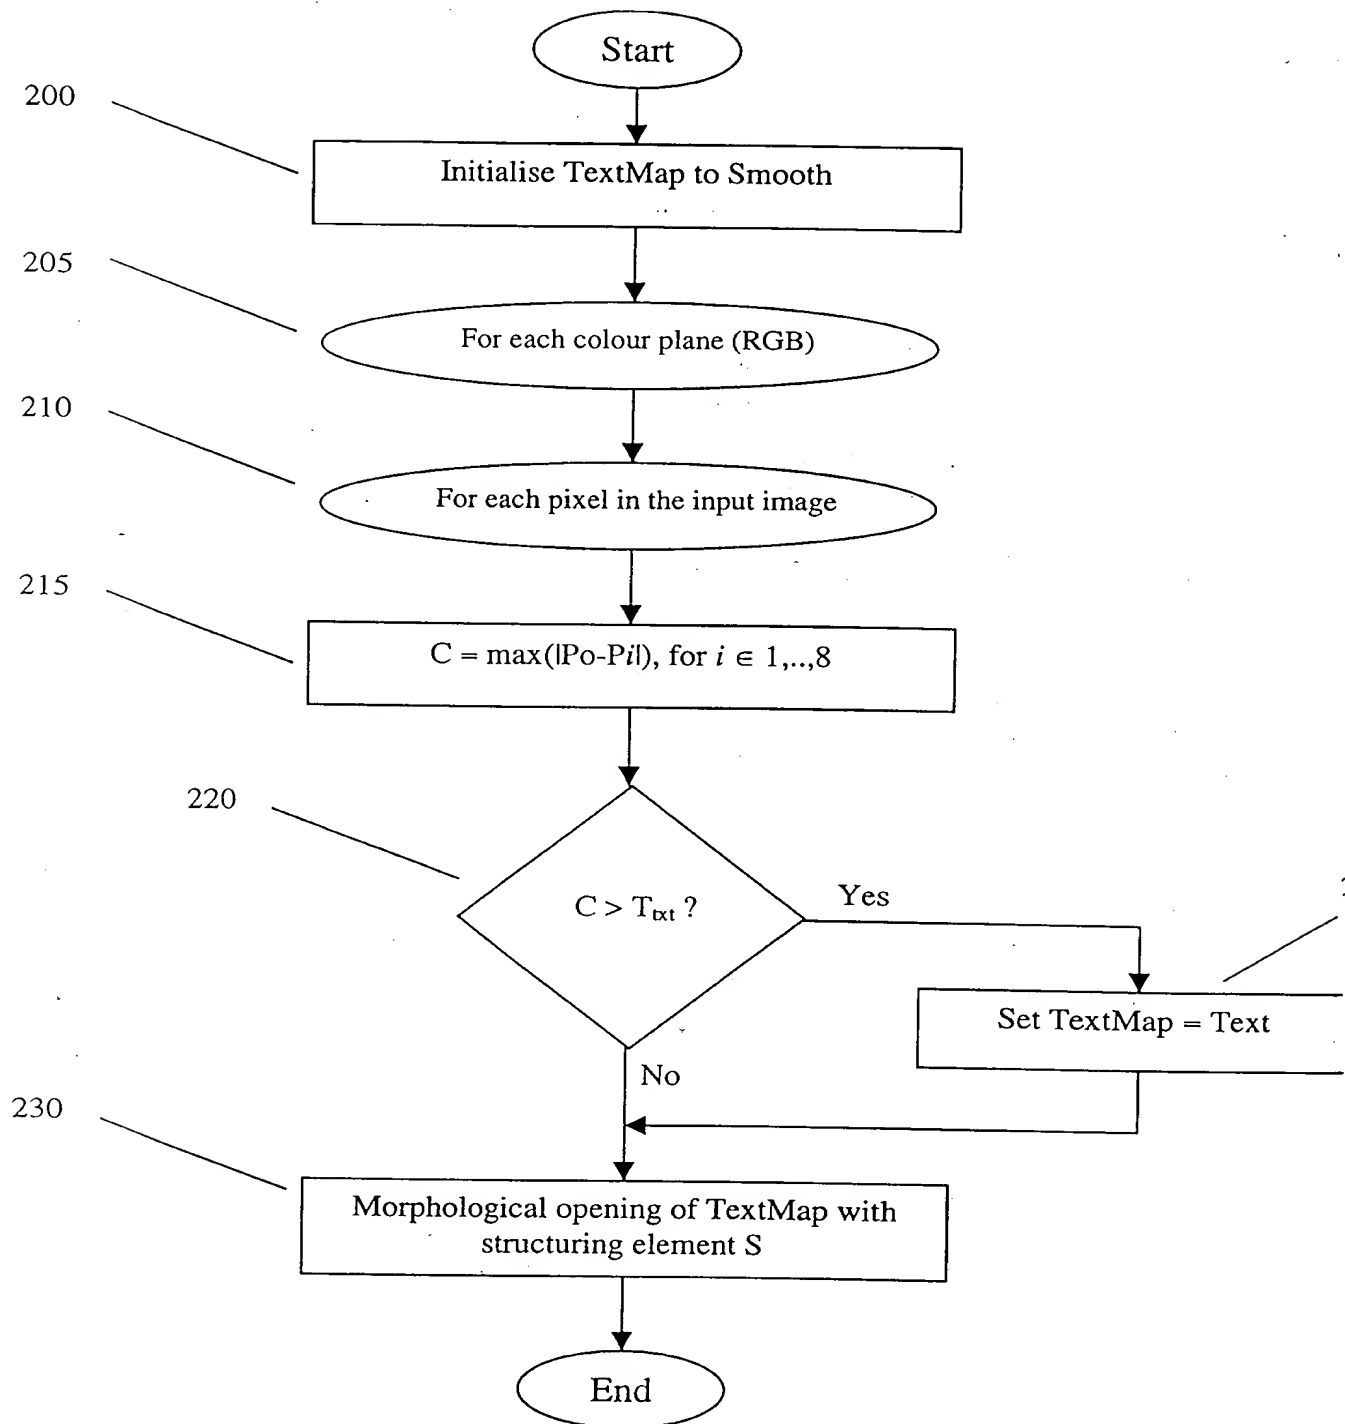 Start
200
Initialise TextMap to Smooth
205
For each colour plane (RGB)
210
For each pixel in the input image
215
C = max(|Po-Pi|), for i ∈ 1,..,8
220
C > Ttxt ?
Yes
Set TextMap = Text
No
230
Morphological opening of TextMap with
structuring element S
End